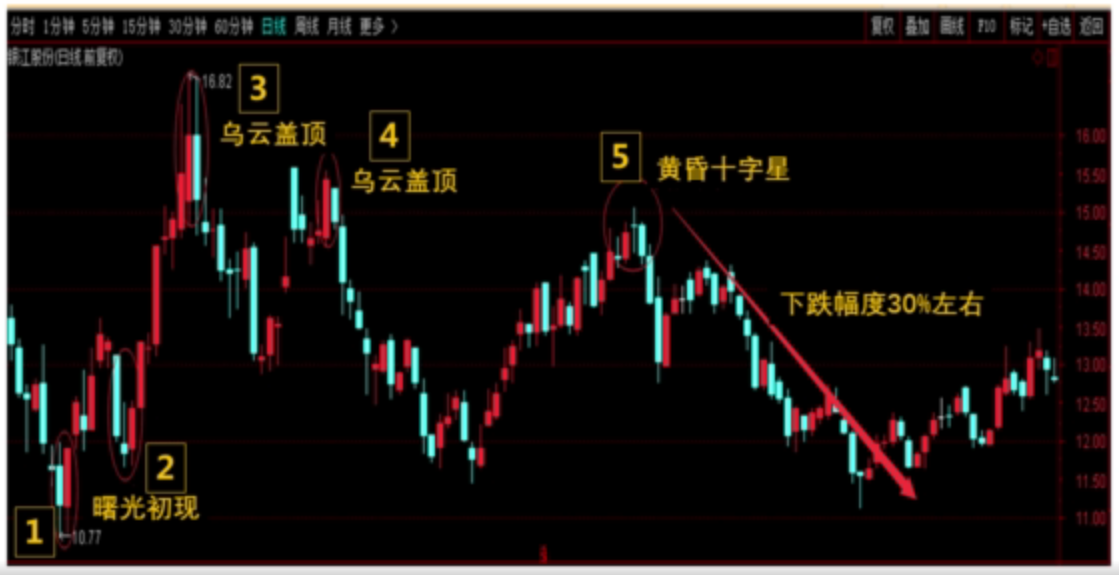 分时 1分钟 5分钟 15分钟 30分钟 60分钟 日线 周线 月线 更多 >
复权 叠加 画线 F10 标记 +自选 返回
锦江股份(日线 前复权)
16.82
3
乌云盖顶
4
乌云盖顶
5
黄昏十字星
下跌幅度30%左右
2
曙光初现
1
10.77
16.00
15.50
15.00
14.50
14.00
13.50
13.00
12.50
12.00
11.50
11.00